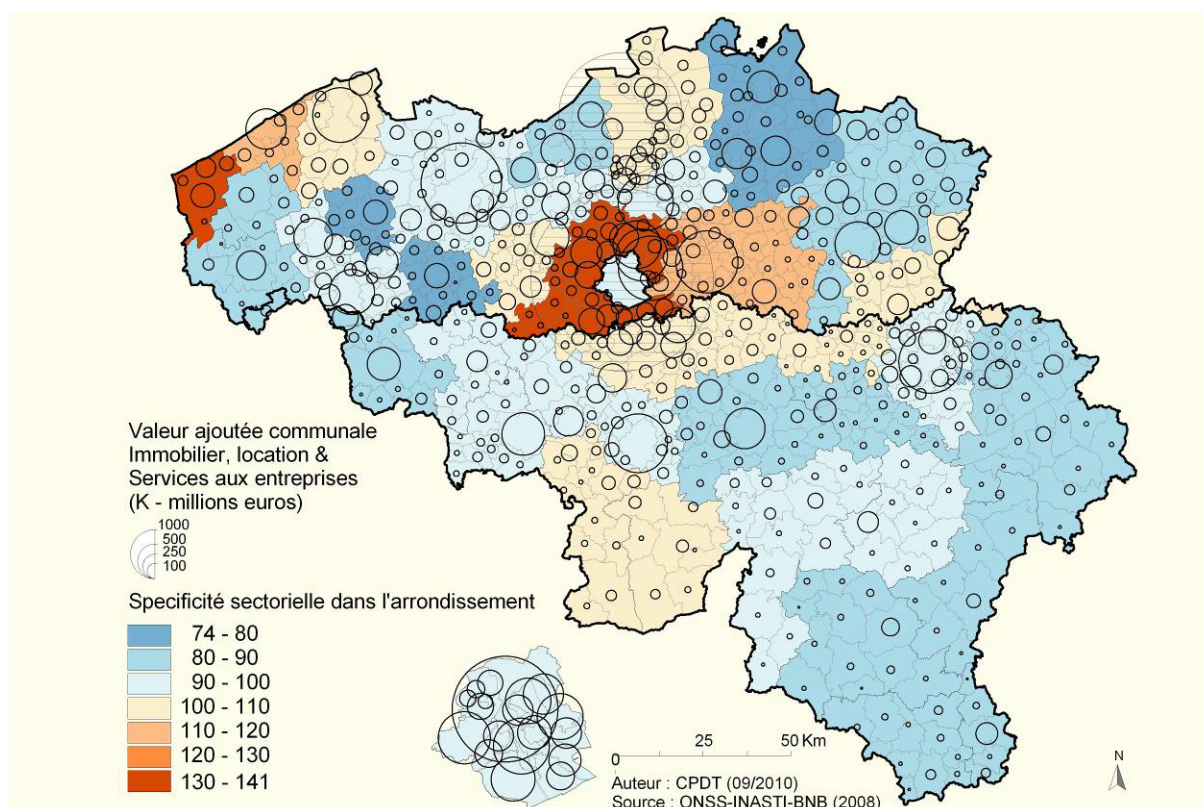 Valeur ajoutée communale
Immobilier, location &
Services aux entreprises
(K - millions euros)
1000
500
250
100
Specificité sectorielle dans l'arrondissement
74 - 80
80 - 90
90 - 100
100 - 110
110 - 120
120 - 130
130 - 141
0 25 50 Km
Auteur : CPDT (09/2010)
Source : ONSS-INASTI-BNB (2008)
N